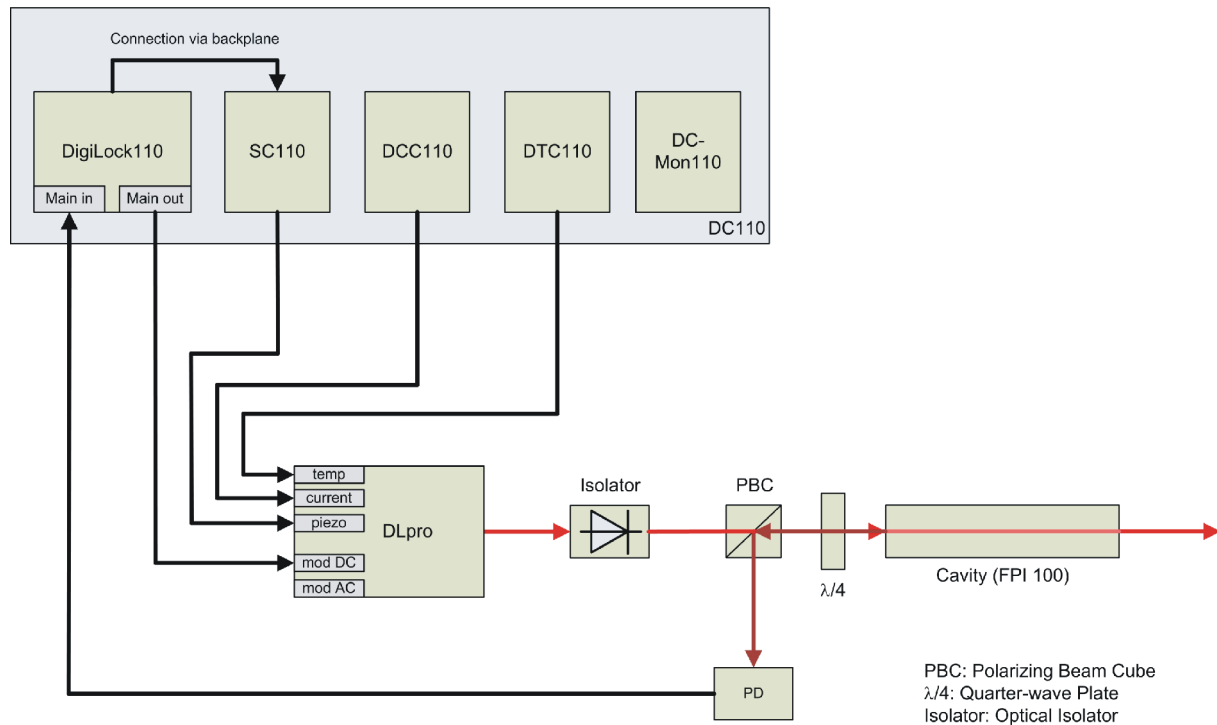 Connection via backplane
DigiLock110
SC110
DCC110
DTC110
DC-
Mon110
Main in
Main out
DC110
temp
current
piezo
mod DC
mod AC
DLpro
Isolator
PBC
λ/4
Cavity (FPI 100)
PD
PBC: Polarizing Beam Cube
λ/4: Quarter-wave Plate
Isolator: Optical Isolator